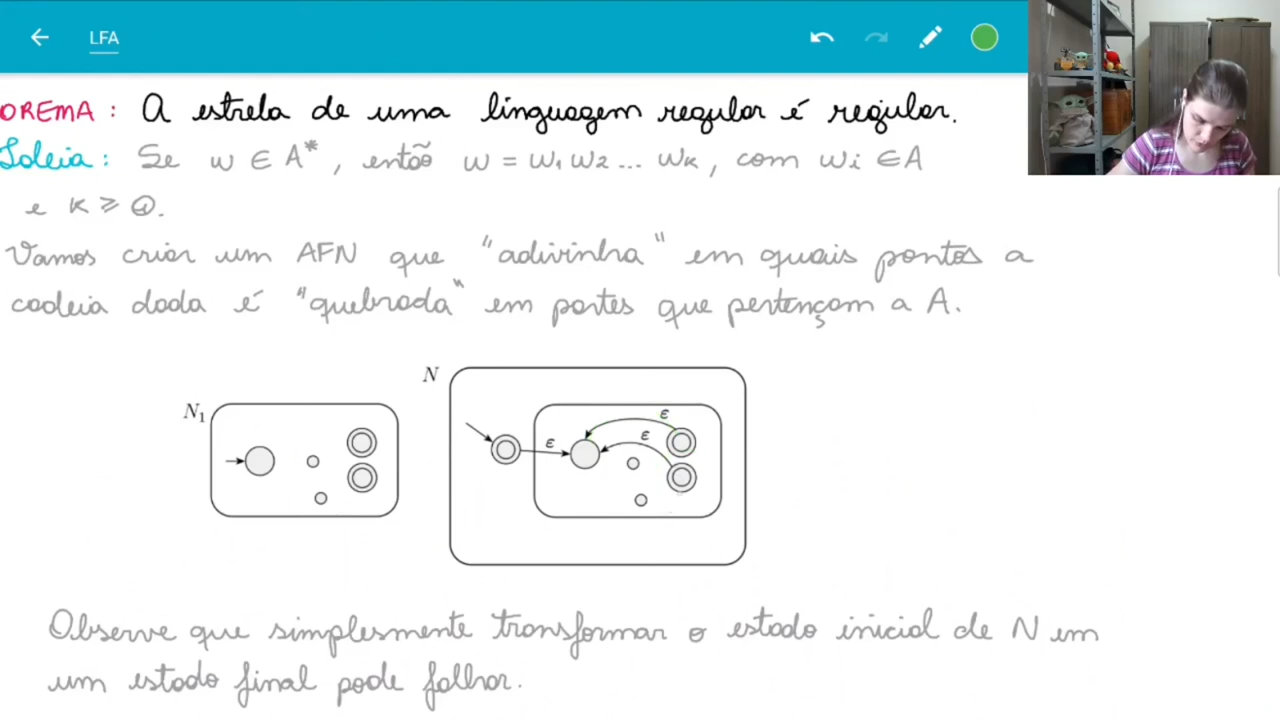 LFA
OREMA: A estrela de uma linguagem regular é regular.
Ideia: Se w ∈ A*, então w = w1 w2 ... wk, com wi ∈ A
e k ≥ 0.
Vamos criar um AFN que "adivinha" em quais pontos a
cadeia dada é "quebrada" em partes que pertençam a A.
N
N1
ε
ε
ε
Observe que simplesmente transformar o estado inicial de N em
um estado final pode falhar.